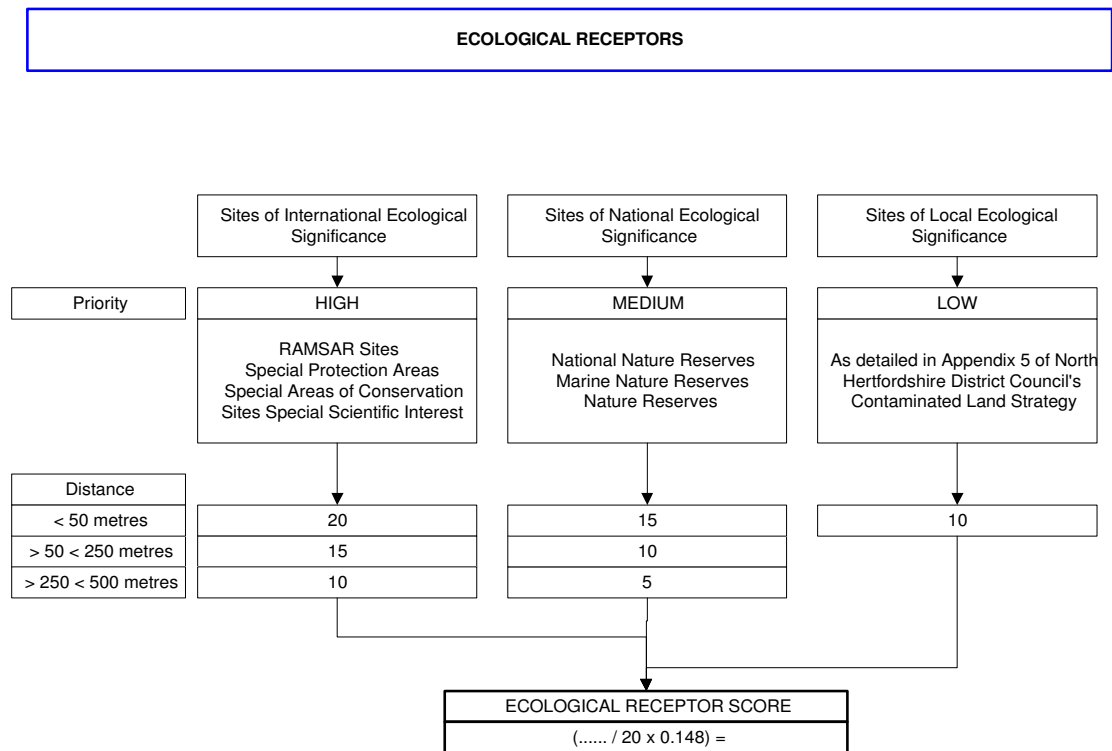 ECOLOGICAL RECEPTORS
Sites of International Ecological
Significance
Sites of National Ecological
Significance
Sites of Local Ecological
Significance
Priority
HIGH
MEDIUM
LOW
RAMSAR Sites
Special Protection Areas
Special Areas of Conservation
Sites Special Scientific Interest
National Nature Reserves
Marine Nature Reserves
Nature Reserves
As detailed in Appendix 5 of North
Hertfordshire District Council's
Contaminated Land Strategy
Distance
< 50 metres
20
15
10
> 50 < 250 metres
15
10
> 250 < 500 metres
10
5
ECOLOGICAL RECEPTOR SCORE
(...... / 20 x 0.148) =